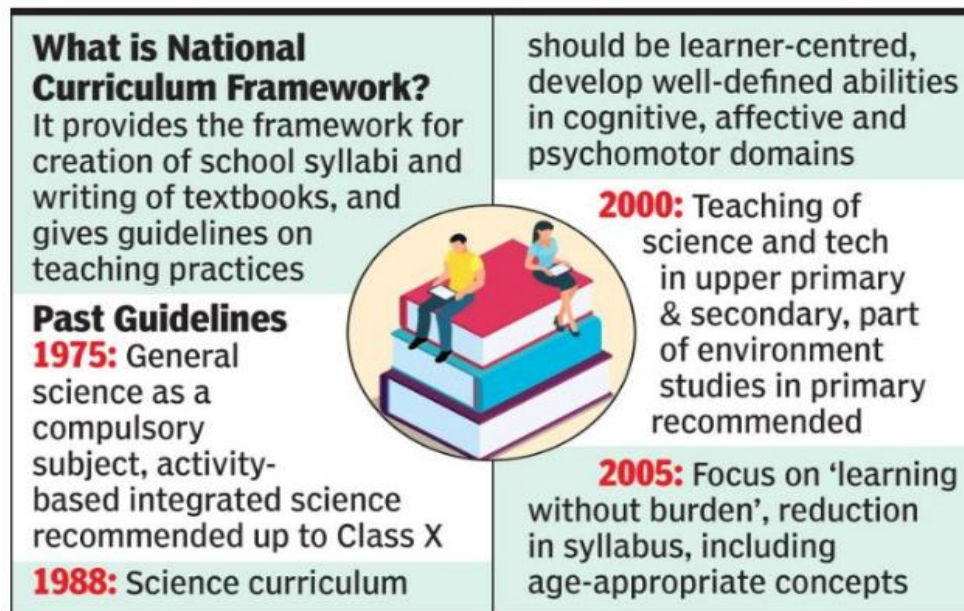 What is National
Curriculum Framework?
It provides the framework for
creation of school syllabi and
writing of textbooks, and
gives guidelines on
teaching practices
Past Guidelines
1975: General
science as a
compulsory
subject, activity-
based integrated science
recommended up to Class X
1988: Science curriculum
should be learner-centred,
develop well-defined abilities
in cognitive, affective and
psychomotor domains
2000: Teaching of
science and tech
in upper primary
& secondary, part
of environment
studies in primary
recommended
2005: Focus on ‘learning
without burden’, reduction
in syllabus, including
age-appropriate concepts